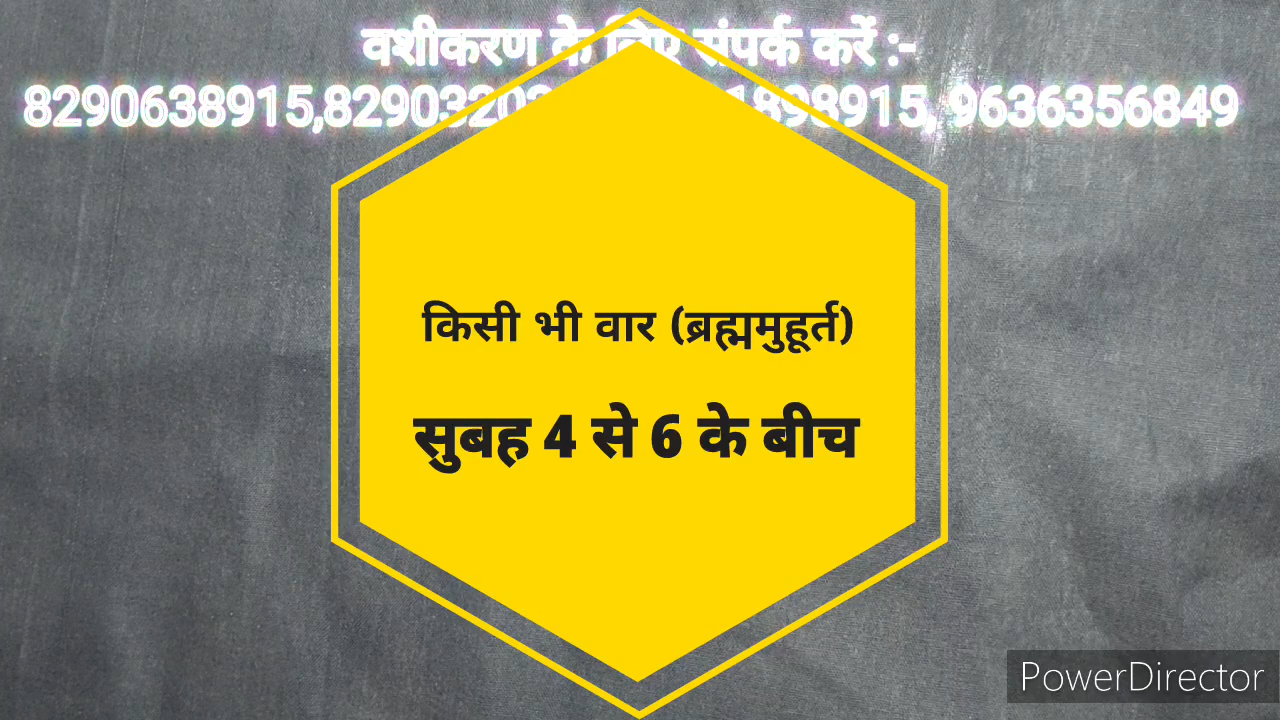 वशीकरण के लिए संपर्क करें :-
8290638915, 9636356849
किसी भी वार (ब्रह्ममुहूर्त)
सुबह 4 से 6 के बीच
PowerDirector